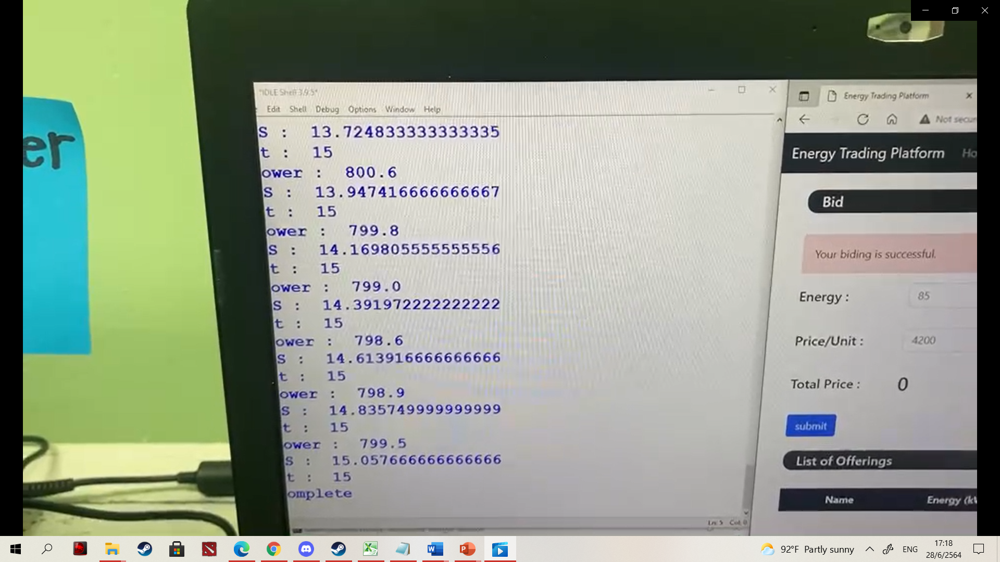 er
"IDLE Shell 3.9.5"
Edit Shell Debug Options Window Help
S : 13.724833333333335
t : 15
ower : 800.6
S : 13.947416666666667
t : 15
ower : 799.8
S : 14.169805555555556
t : 15
ower : 799.0
S : 14.391972222222222
t : 15
ower : 798.6
S : 14.613916666666666
t : 15
ower : 798.9
S : 14.835749999999999
t : 15
ower : 799.5
S : 15.057666666666666
t : 15
omplete
Ln: 5 Col: 0
Energy Trading Platform
Not secur
Energy Trading Platform Ho
Bid
Your biding is successful.
Energy : 85
Price/Unit : 4200
Total Price : 0
submit
List of Offerings
Name Energy (kW
92°F Partly sunny ENG 17:18
28/6/2564